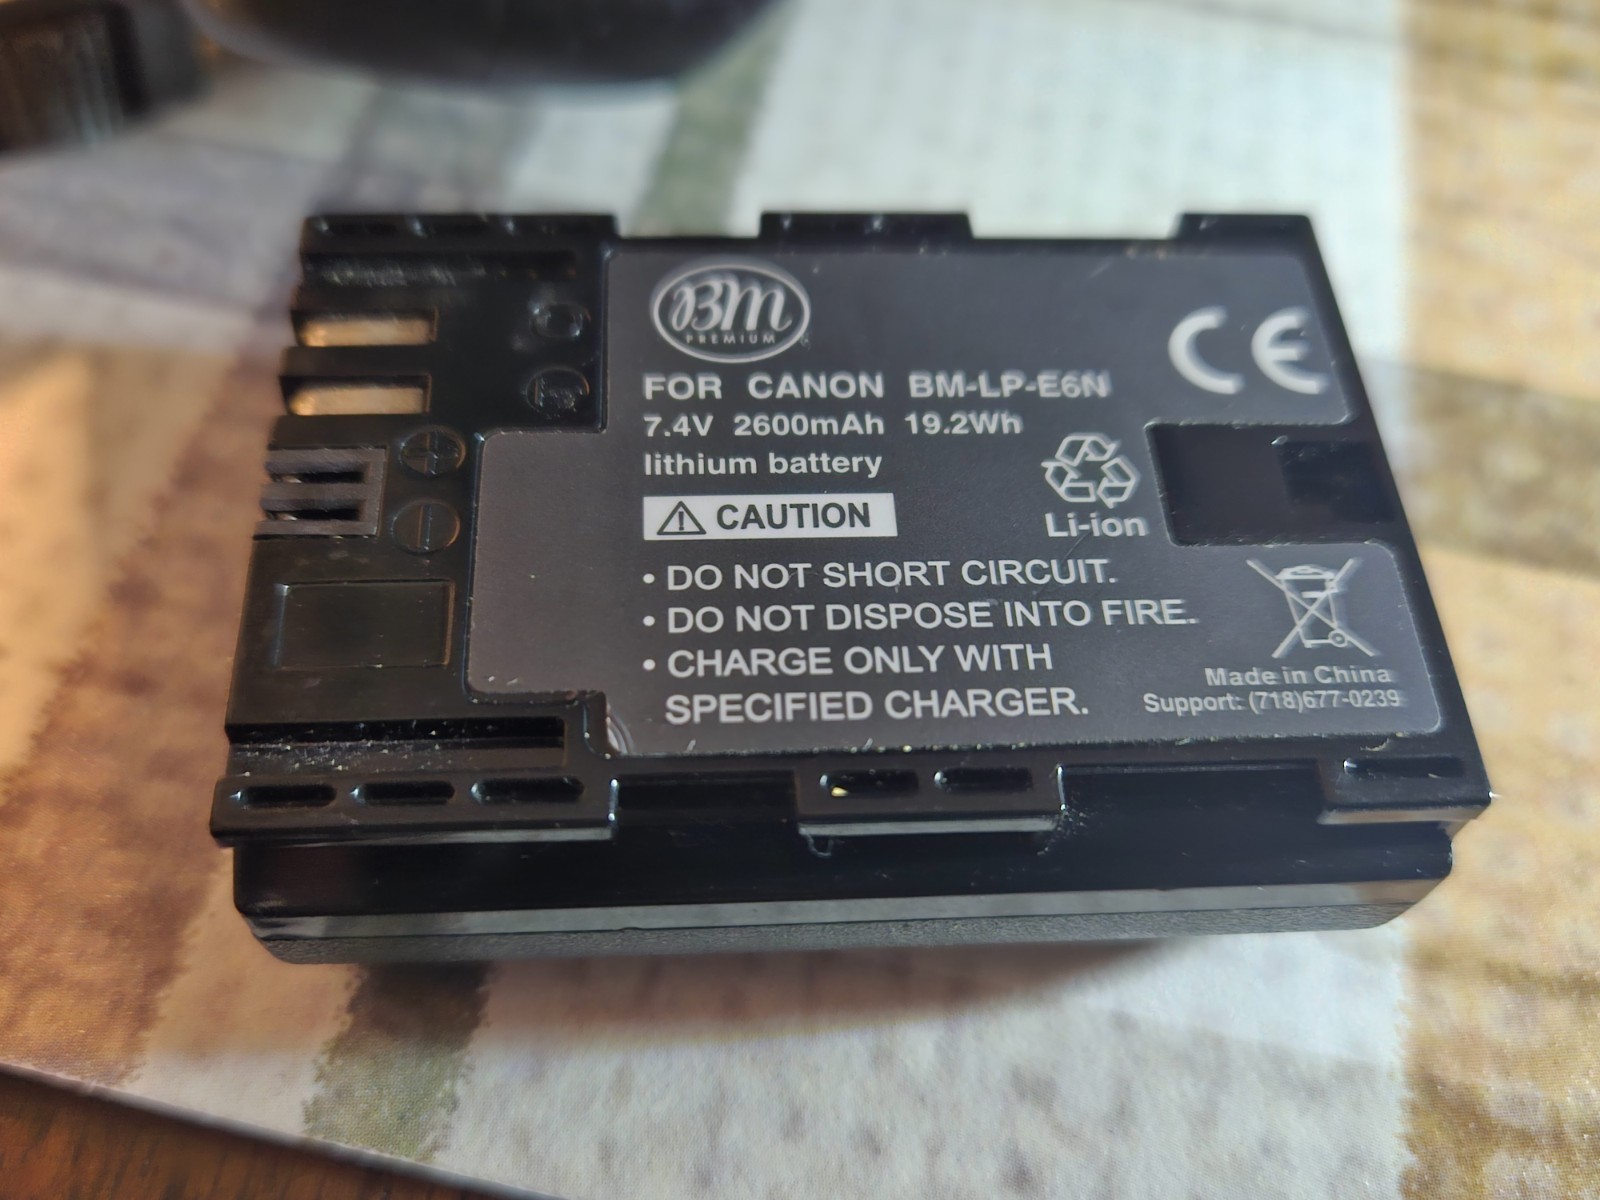 BM
PREMIUM
CE
FOR CANON BM-LP-E6N
7.4V 2600mAh 19.2Wh
lithium battery
CAUTION
Li-ion
• DO NOT SHORT CIRCUIT.
• DO NOT DISPOSE INTO FIRE.
• CHARGE ONLY WITH
SPECIFIED CHARGER.
Made in China
Support: (718)677-0239